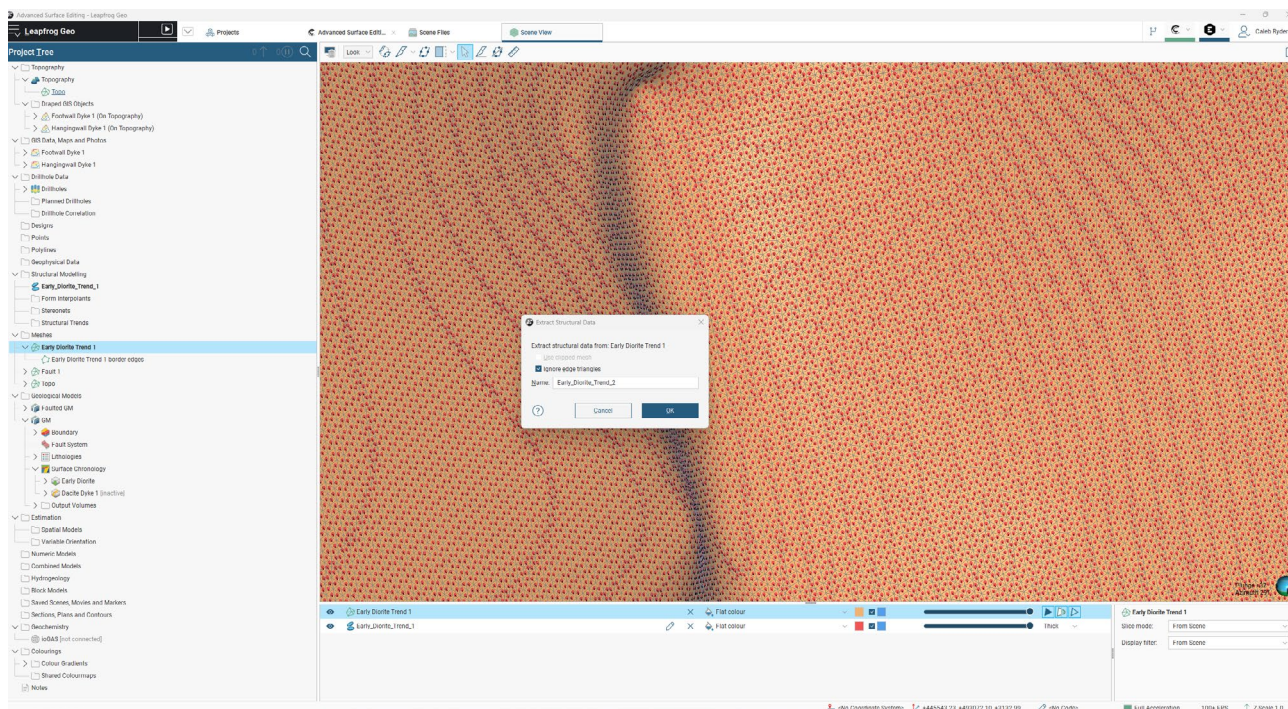 Advanced Surface Editing - Leapfrog Geo
Leapfrog Geo
Projects
Advanced Surface Editi...
Scene Files
Scene View
Caleb Ryder
Project Tree
Look
Topography
Topography
Topo
Draped GIS Objects
Footwall Dyke 1 (On Topography)
Hangingwall Dyke 1 (On Topography)
GIS Data, Maps and Photos
Footwall Dyke 1
Hangingwall Dyke 1
Drillhole Data
Drillholes
Planned Drillholes
Drillhole Correlation
Designs
Points
Polylines
Geophysical Data
Structural Modelling
Early_Diorite_Trend_1
Form Interpolants
Stereonets
Structural Trends
Meshes
Early Diorite Trend 1
Early Diorite Trend 1 border edges
Fault 1
Topo
Geological Models
Faulted GM
GM
Boundary
Fault System
Lithologies
Surface Chronology
Early Diorite
Dacite Dyke 1 [inactive]
Output Volumes
Estimation
Spatial Models
Variable Orientation
Numeric Models
Combined Models
Hydrogeology
Block Models
Saved Scenes, Movies and Markers
Sections, Plans and Contours
Geochemistry
ioGAS [not connected]
Colourings
Colour Gradients
Shared Colourmaps
Notes
Extract Structural Data
Extract structural data from: Early Diorite Trend 1
Use clipped mesh
Ignore edge triangles
Name: Early_Diorite_Trend_2
Cancel
OK
Early Diorite Trend 1
Flat colour
Early_Diorite_Trend_1
Flat colour
Thick
Early Diorite Trend 1
Slice mode: From Scene
Display filter: From Scene
<No Coordinate System>
<No Code>
Full Acceleration
100+ FPS
Z-Scale 1.0